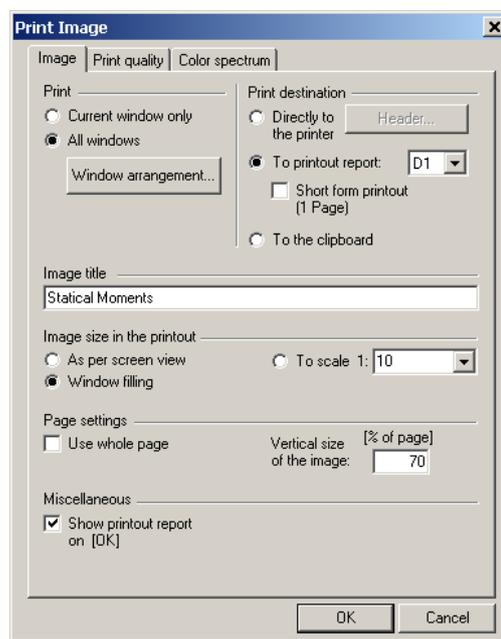 Print Image
Image Print quality Color spectrum
Print
Current window only
All windows
Window arrangement...
Print destination
Directly to
the printer
Header...
To printout report: D1
Short form printout
(1 Page)
To the clipboard
Image title
Statical Moments
Image size in the printout
As per screen view
Window filling
To scale 1: 10
Page settings
Use whole page
Vertical size
of the image:
[% of page]
70
Miscellaneous
Show printout report
on [OK]
OK Cancel